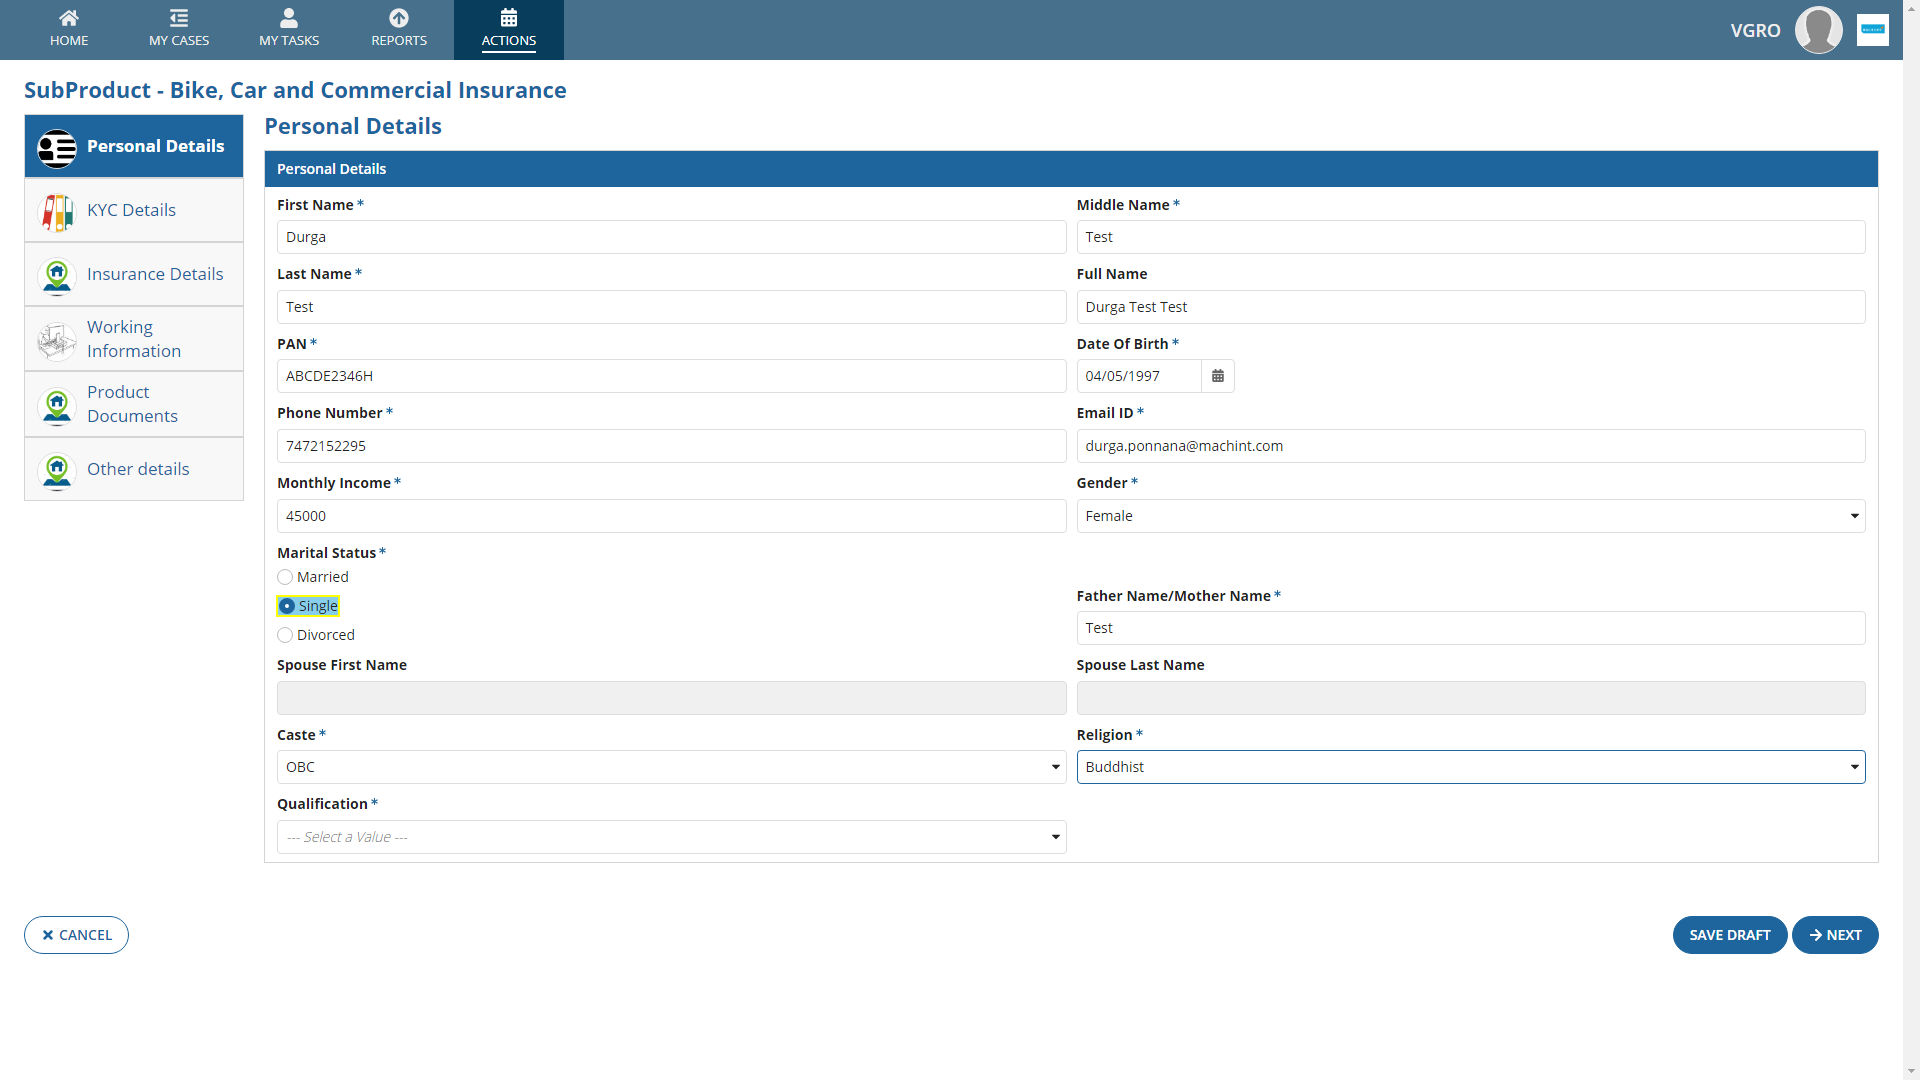 HOME
MY CASES
MY TASKS
REPORTS
ACTIONS
VGRO
SubProduct - Bike, Car and Commercial Insurance
Personal Details
KYC Details
Insurance Details
Working
Information
Product
Documents
Other details
Personal Details
Personal Details
First Name *
Durga
Middle Name *
Test
Last Name *
Test
Full Name
Durga Test Test
PAN *
ABCDE2346H
Date Of Birth *
04/05/1997
Phone Number *
7472152295
Email ID *
durga.ponnana@machint.com
Monthly Income *
45000
Gender *
Female
Marital Status *
Married
Single
Divorced
Father Name/Mother Name *
Test
Spouse First Name
Spouse Last Name
Caste *
OBC
Religion *
Buddhist
Qualification *
--- Select a Value ---
CANCEL
SAVE DRAFT
NEXT